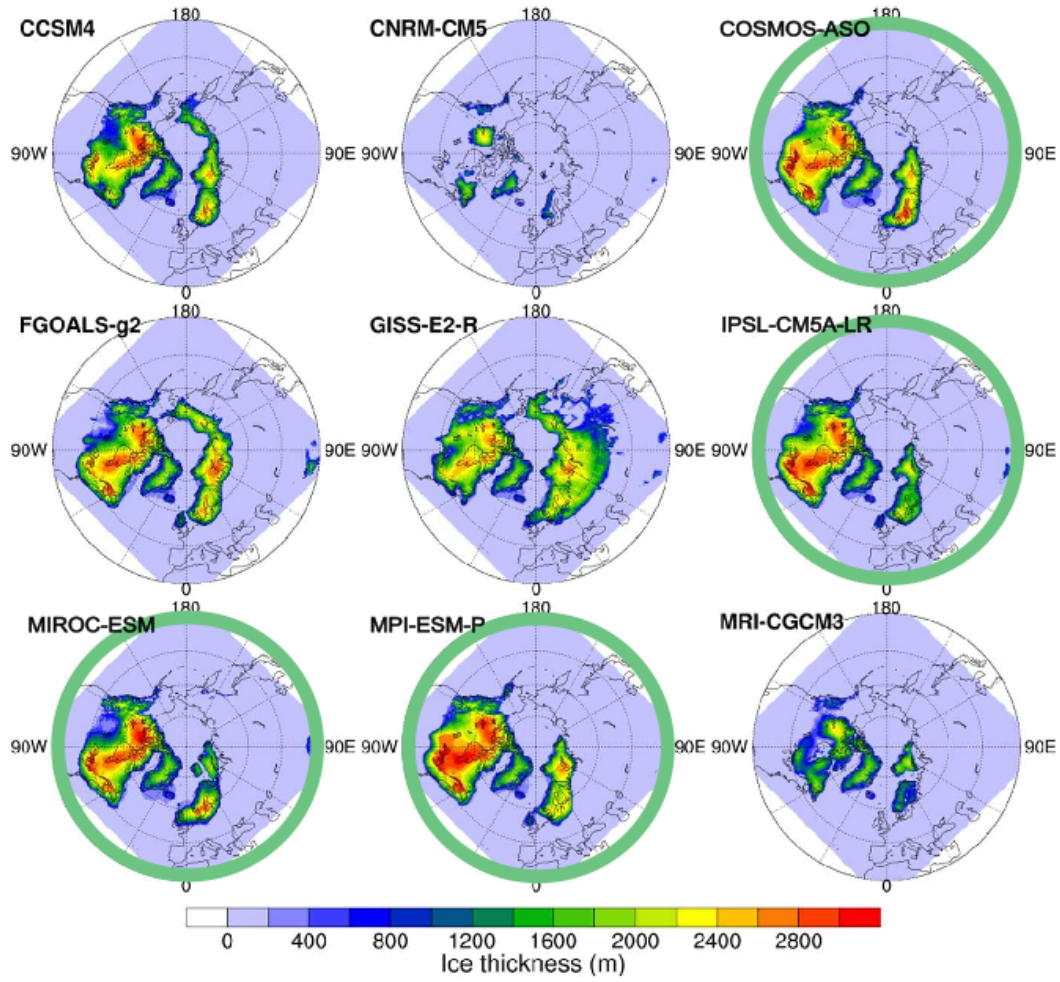 180
CCSM4
90W
90E
0
180
CNRM-CM5
90W
90E
0
180
COSMOS-ASO
90W
90E
0
180
FGOALS-g2
90W
90E
0
180
GISS-E2-R
90W
90E
0
180
IPSL-CM5A-LR
90W
90E
0
180
MIROC-ESM
90W
90E
0
180
MPI-ESM-P
90W
90E
0
180
MRI-CGCM3
90W
90E
0
0 400 800 1200 1600 2000 2400 2800
Ice thickness (m)